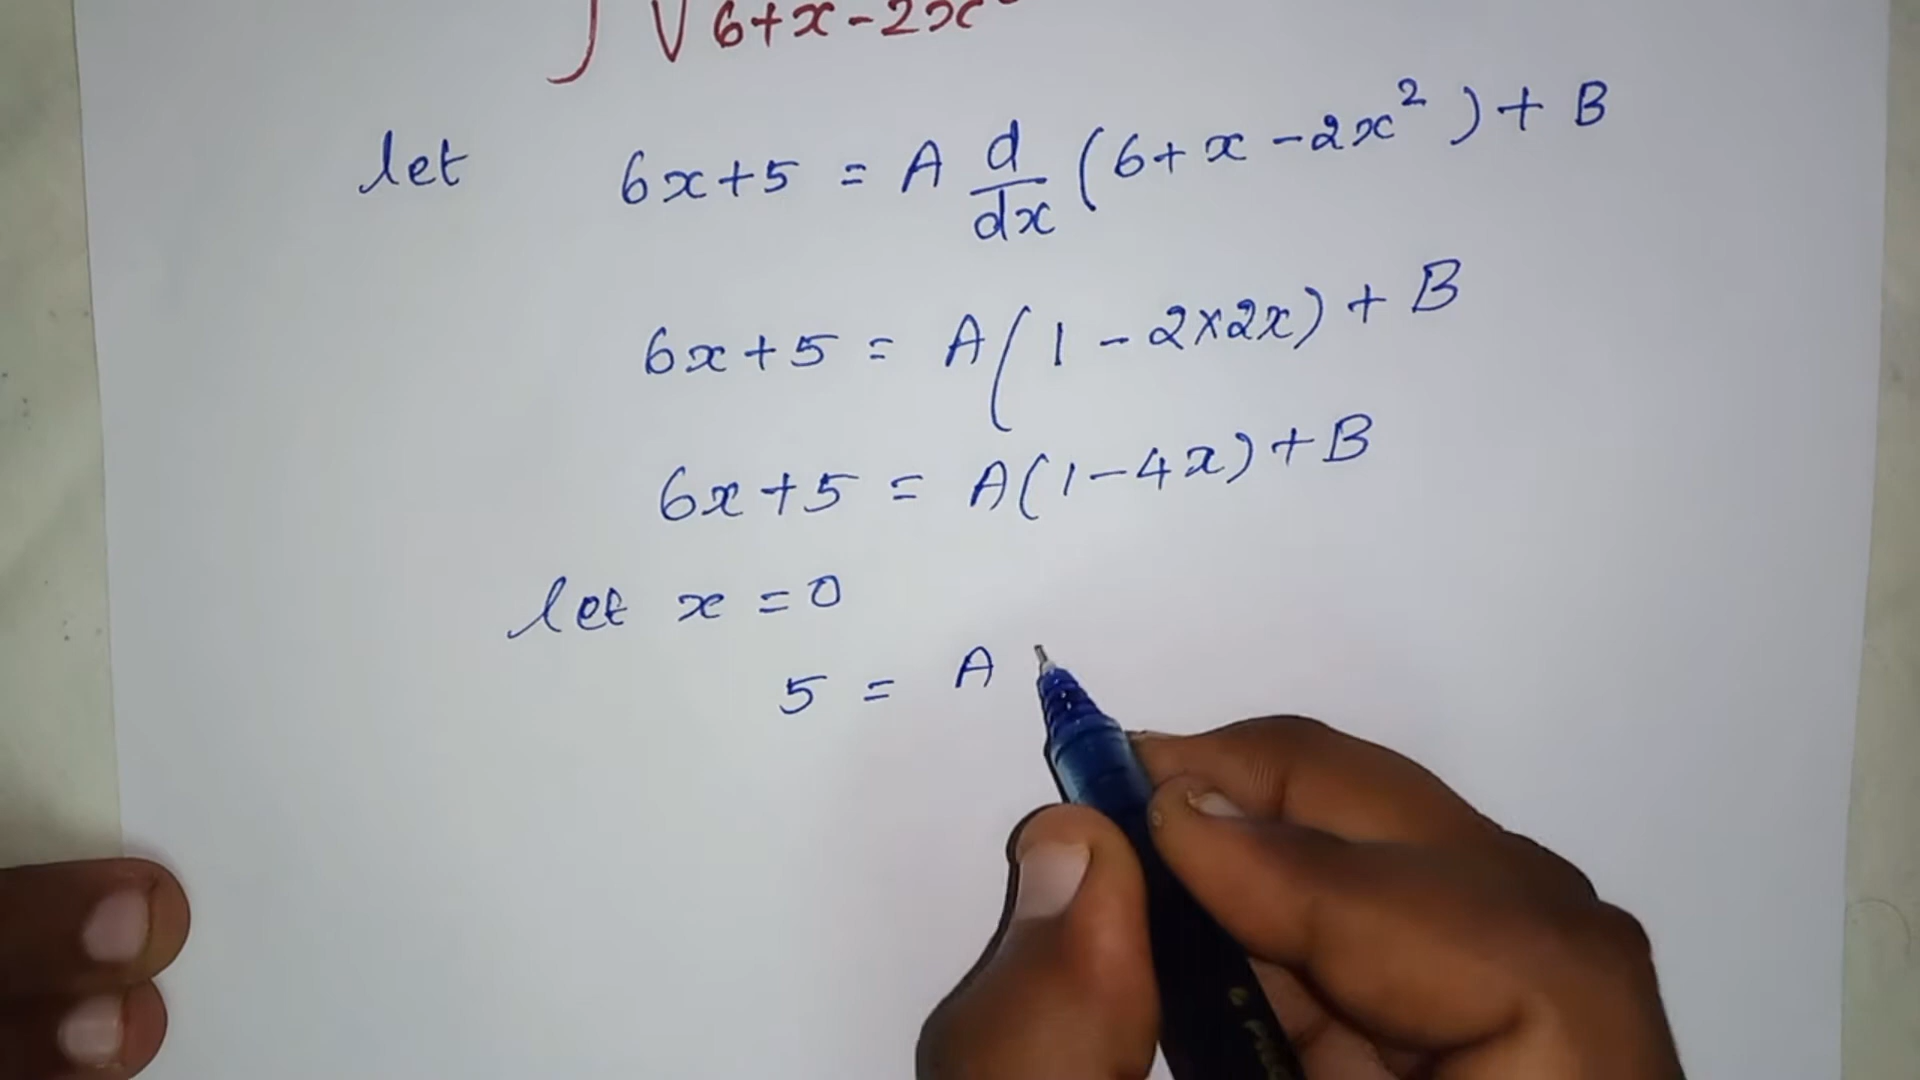 ∫ √6+x-2x²
let 6x+5 = A d/dx (6+x-2x²) + B
6x+5 = A(1-2×2x) + B
6x+5 = A(1-4x)+B
let x = 0
5 = A